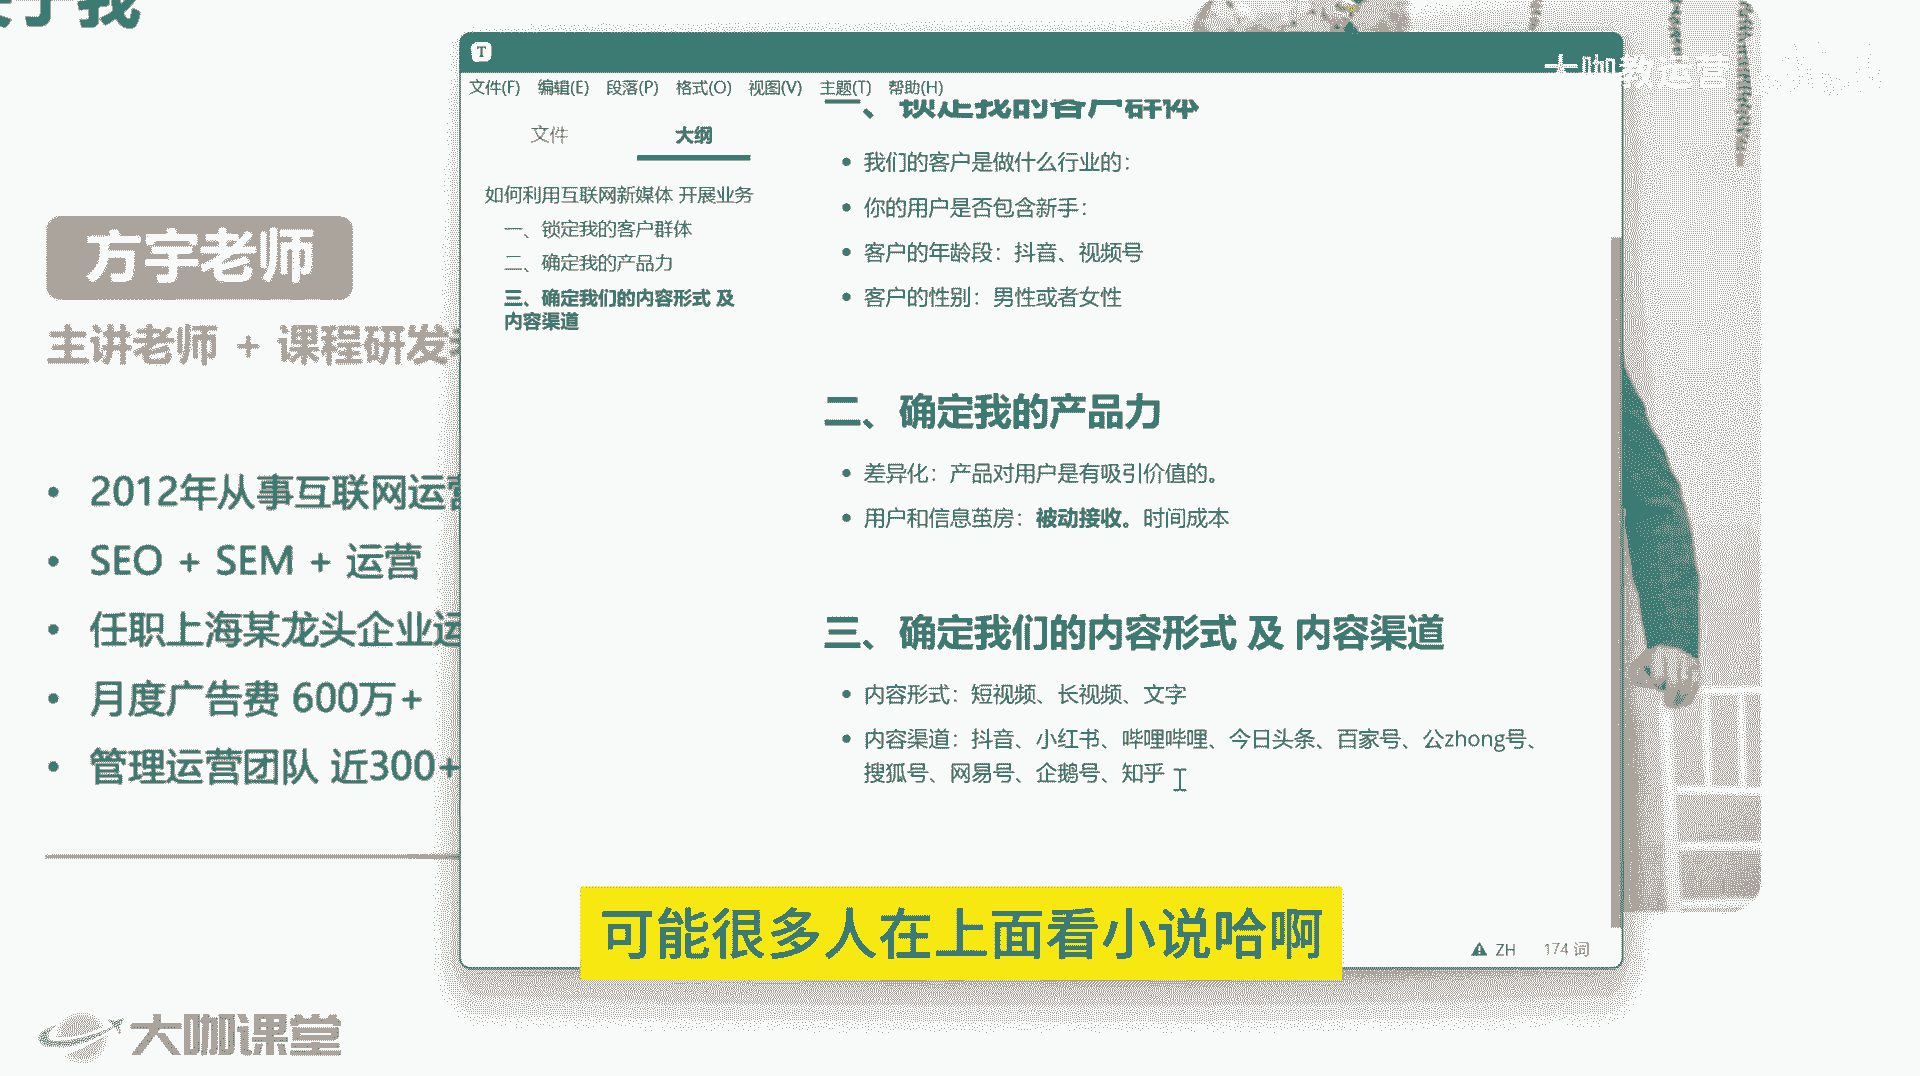 关于我
方宇老师
主讲老师 + 课程研发
2012年从事互联网运营
SEO + SEM + 运营
任职上海某龙头企业运
月度广告费 600万+
管理运营团队 近300+
大咖课堂
大咖教运营
T
文件(F) 编辑(E) 段落(P) 格式(O) 视图(V) 主题(T) 帮助(H)
文件 大纲
如何利用互联网新媒体 开展业务
一、锁定我的客户群体
二、确定我的产品力
三、确定我们的内容形式 及
内容渠道
一、锁定我的客户群体
我们的客户是做什么行业的：
你的用户是否包含新手：
客户的年龄段：抖音、视频号
客户的性别：男性或者女性
二、确定我的产品力
差异化：产品对用户是有吸引价值的。
用户和信息茧房：被动接收。时间成本
三、确定我们的内容形式 及 内容渠道
内容形式：短视频、长视频、文字
内容渠道：抖音、小红书、哔哩哔哩、今日头条、百家号、公zhong号、
搜狐号、网易号、企鹅号、知乎
ZH 174 词
可能很多人在上面看小说哈啊